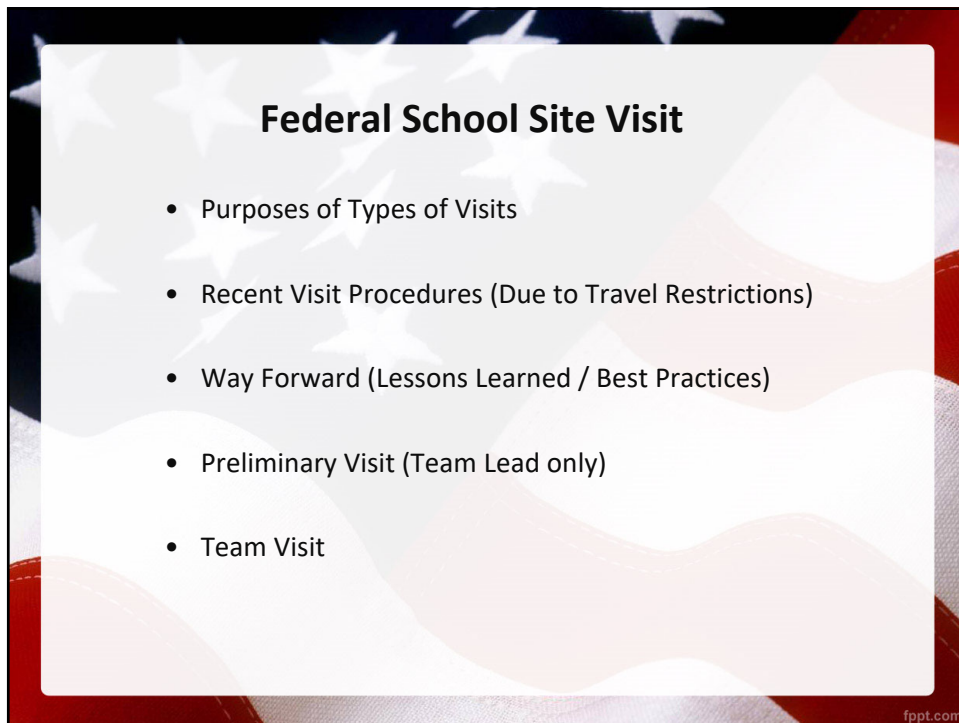 Federal School Site Visit
• Purposes of Types of Visits
• Recent Visit Procedures (Due to Travel Restrictions)
• Way Forward (Lessons Learned / Best Practices)
• Preliminary Visit (Team Lead only)
• Team Visit
fppt.com